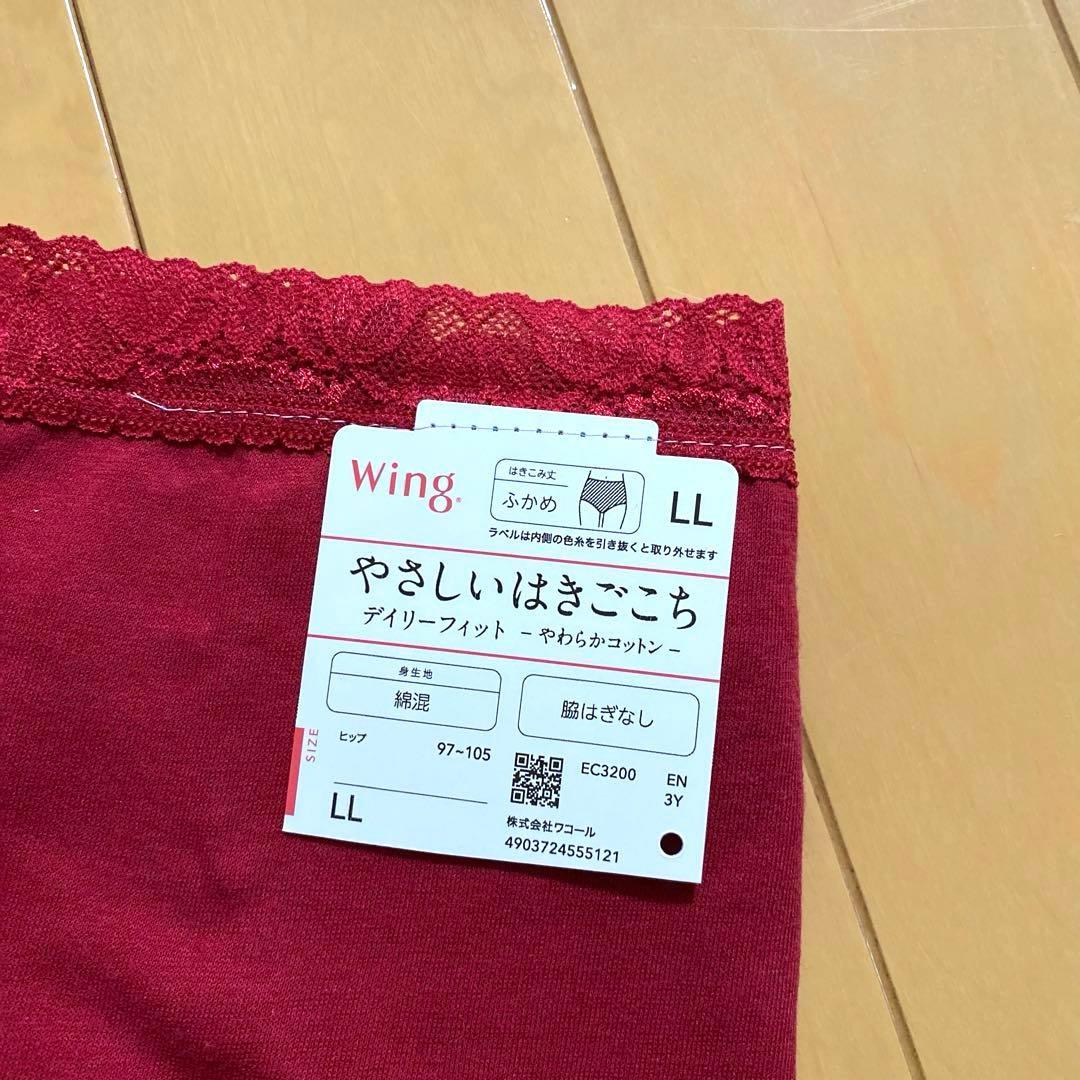 Wing®
はきこみ丈
ふかめ
LL
ラベルは内側の色糸を引き抜くと取り外せます
やさしいはきごこち
デイリーフィット －やわらかコットン－
身生地
綿混
脇はぎなし
SIZE
ヒップ 97~105
LL
EC3200 EN
3Y
株式会社ワコール
4903724555121